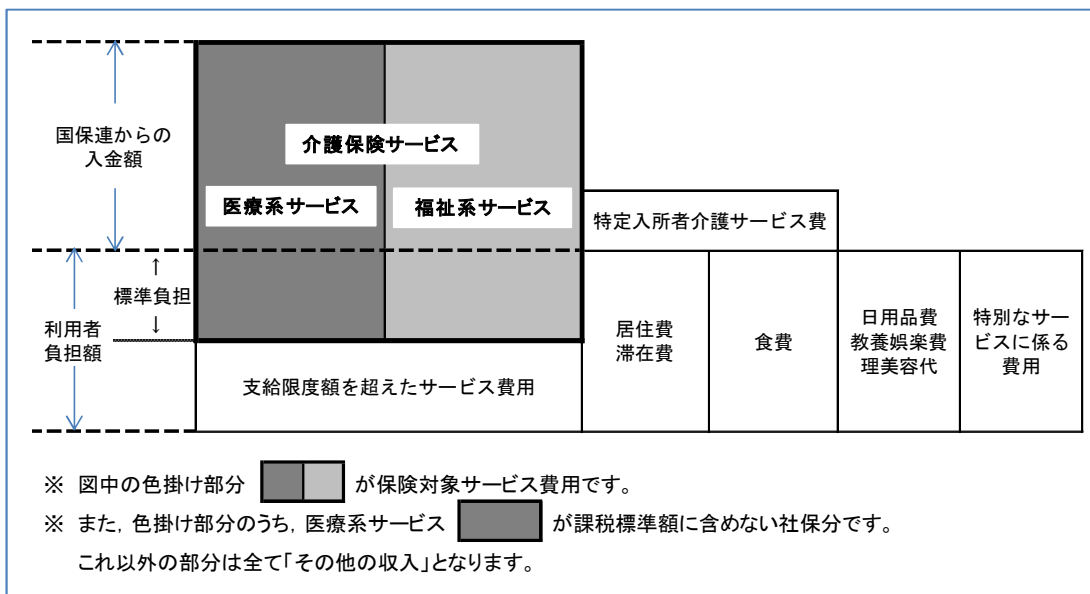 国保連からの
入金額
介護保険サービス
医療系サービス
福祉系サービス
特定入所者介護サービス費
↑
標準負担
↓
利用者
負担額
居住費
滞在費
食費
日用品費
教養娯楽費
理美容代
特別なサー
ビスに係る
費用
支給限度額を超えたサービス費用
※ 図中の色掛け部分 が保険対象サービス費用です。
※ また，色掛け部分のうち，医療系サービス が課税標準額に含めない社保分です。
これ以外の部分は全て「その他の収入」となります。